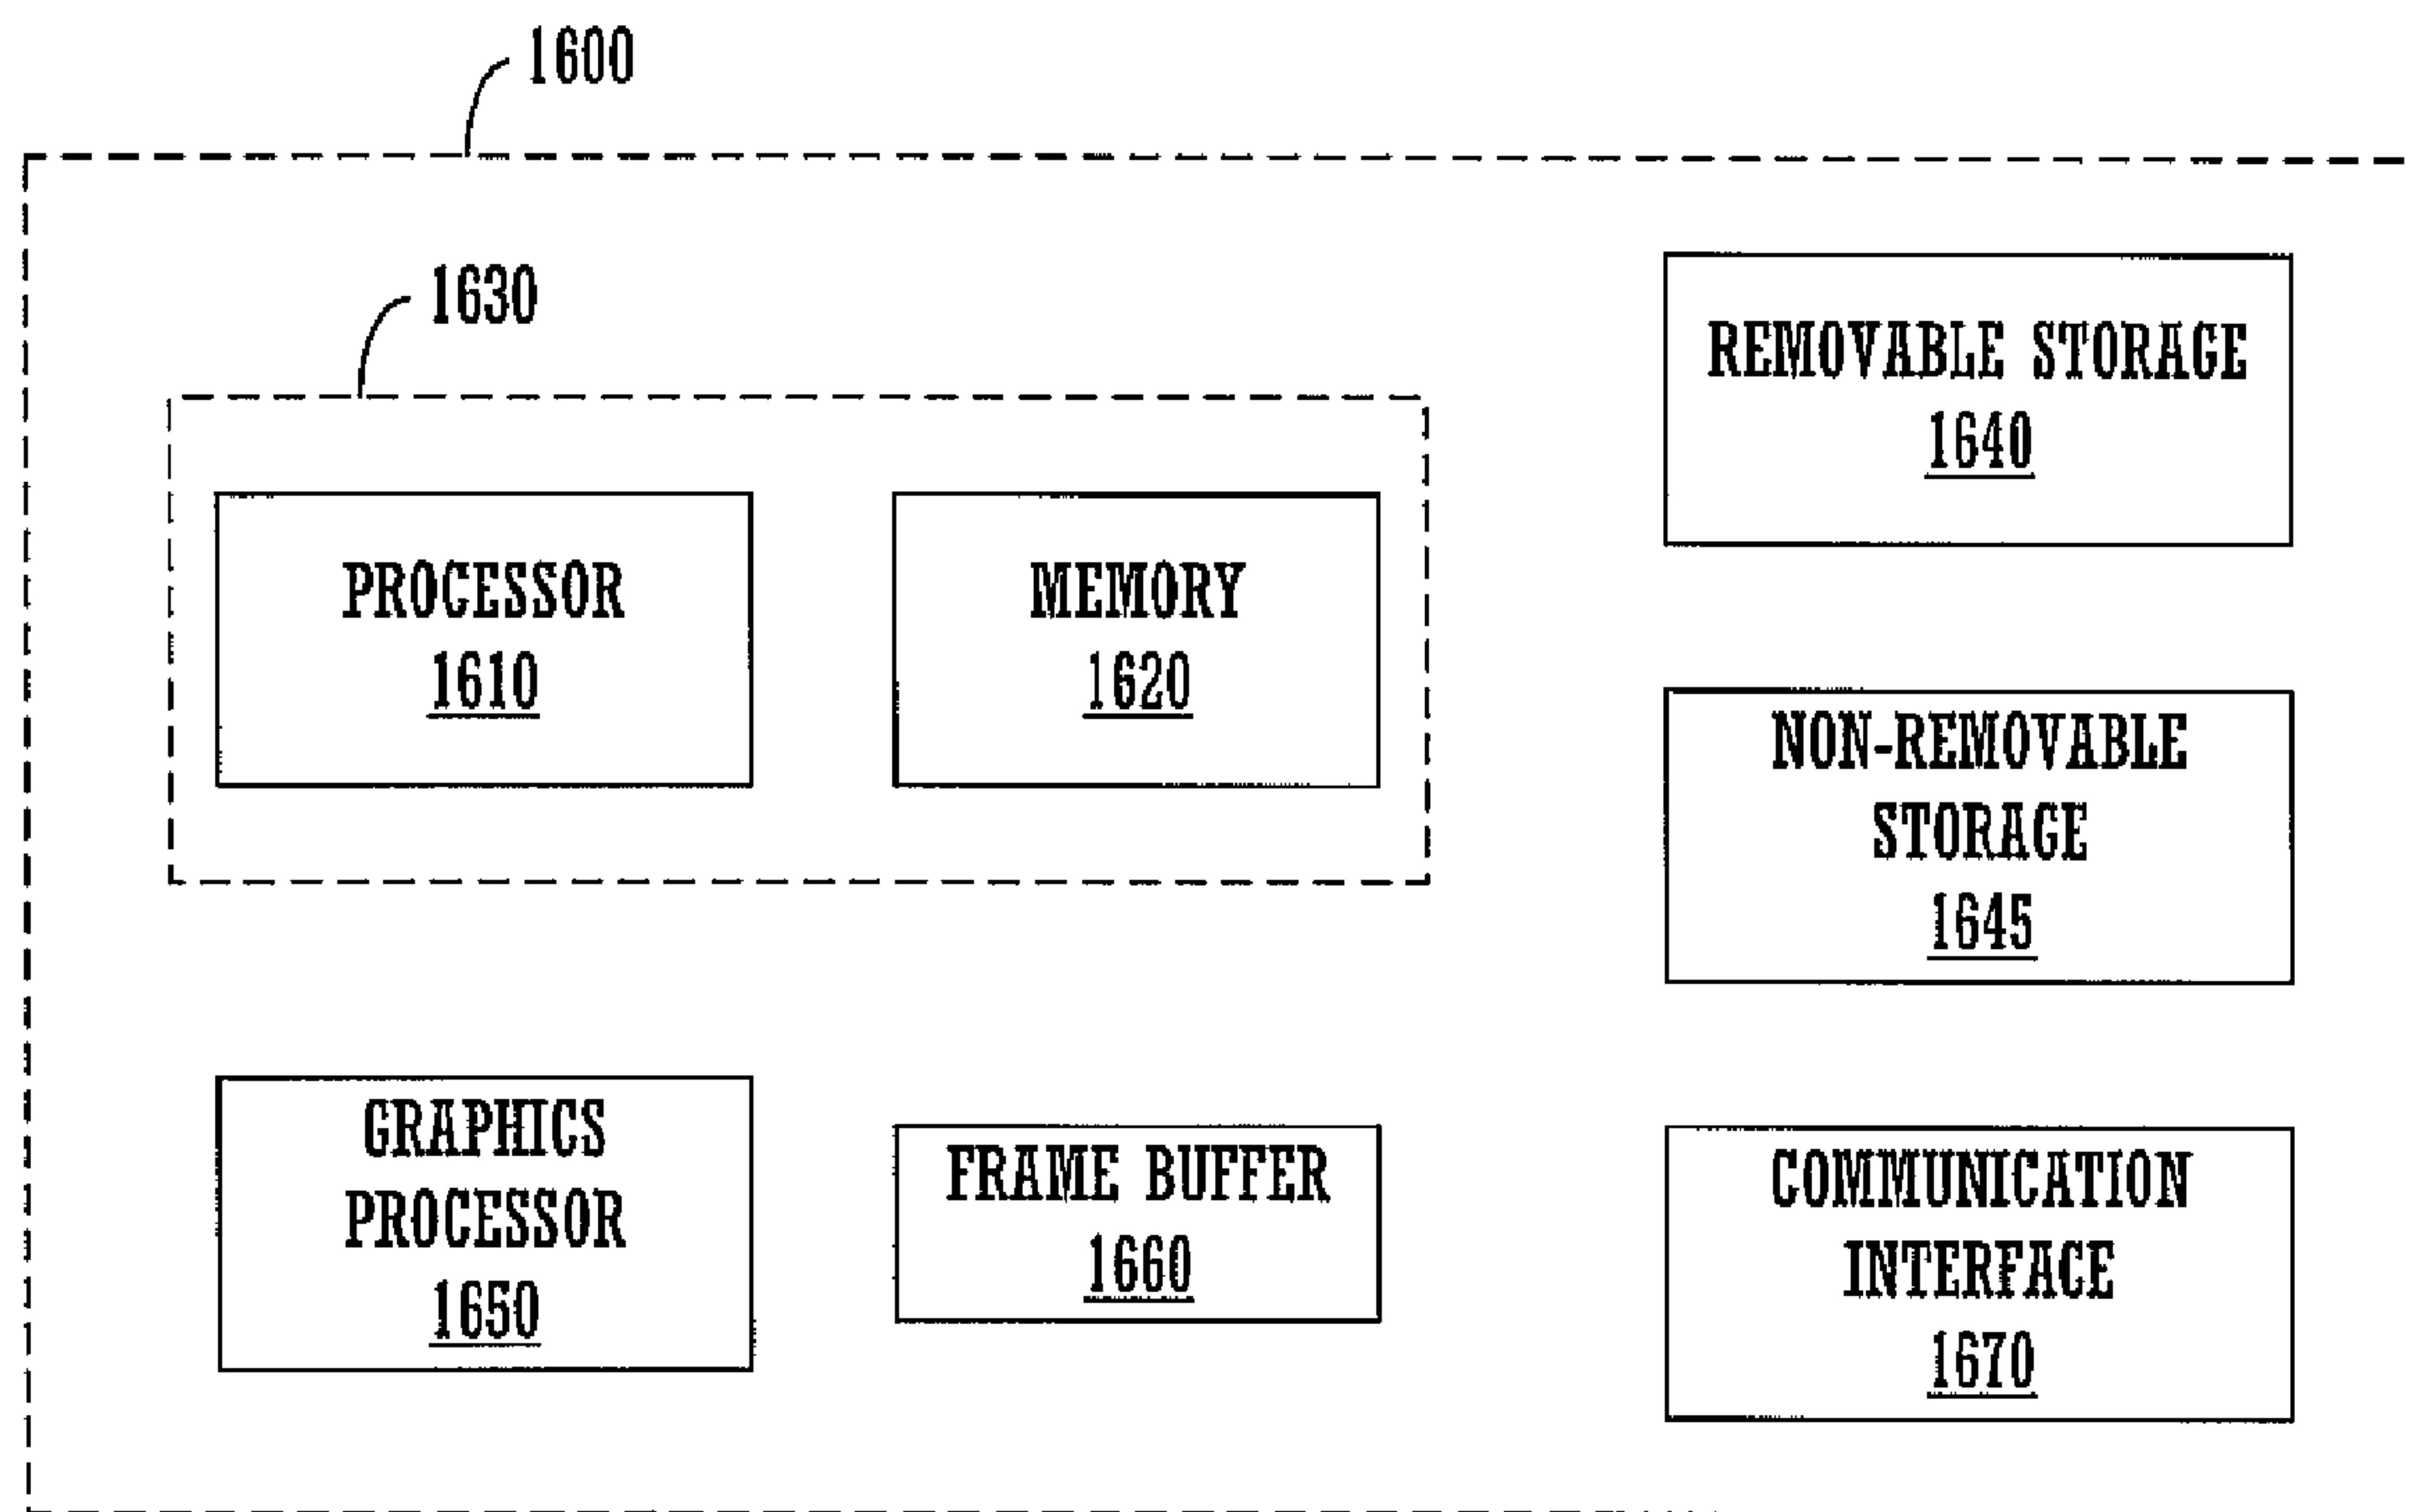 1600
1630
REMOVABLE STORAGE
1640
PROCESSOR
1610
MEMORY
1620
NON-REMOVABLE
STORAGE
1645
GRAPHICS
PROCESSOR
1650
FRAME BUFFER
1660
COMMUNICATION
INTERFACE
1670